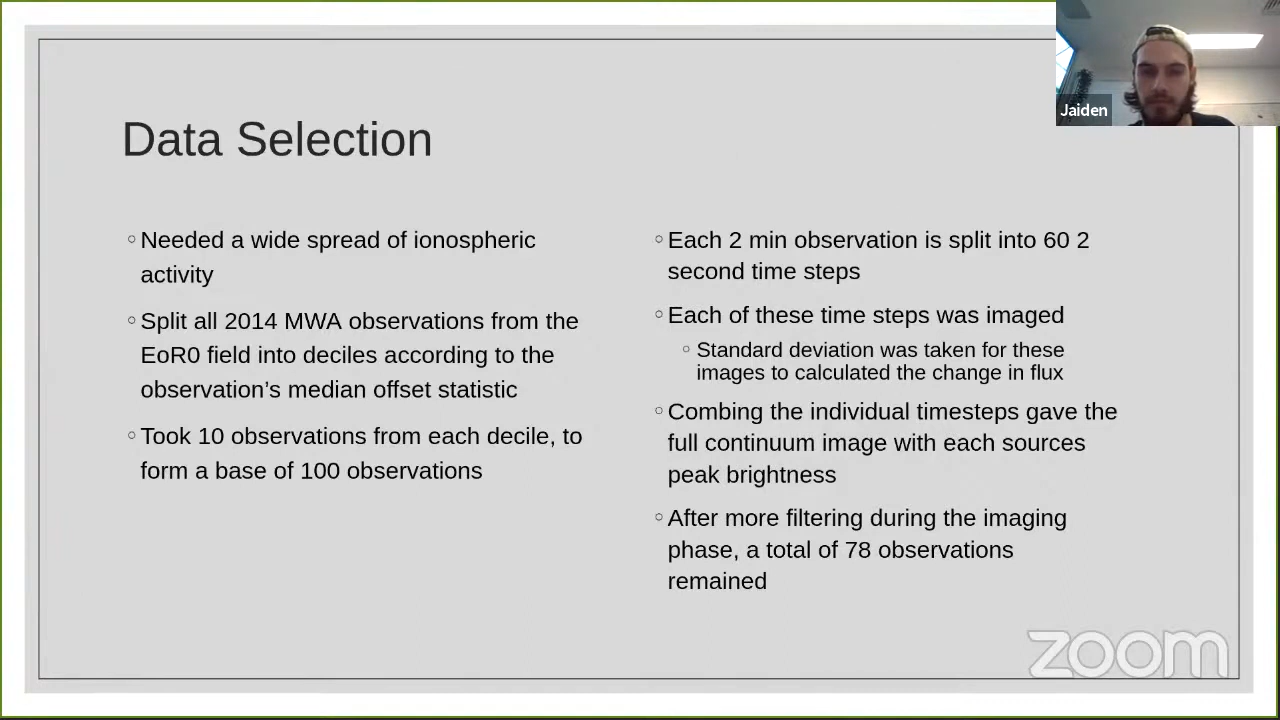 Jaiden
Data Selection
Needed a wide spread of ionospheric
activity
Split all 2014 MWA observations from the
EoR0 field into deciles according to the
observation’s median offset statistic
Took 10 observations from each decile, to
form a base of 100 observations
Each 2 min observation is split into 60 2
second time steps
Each of these time steps was imaged
Standard deviation was taken for these
images to calculated the change in flux
Combing the individual timesteps gave the
full continuum image with each sources
peak brightness
After more filtering during the imaging
phase, a total of 78 observations
remained
zoom